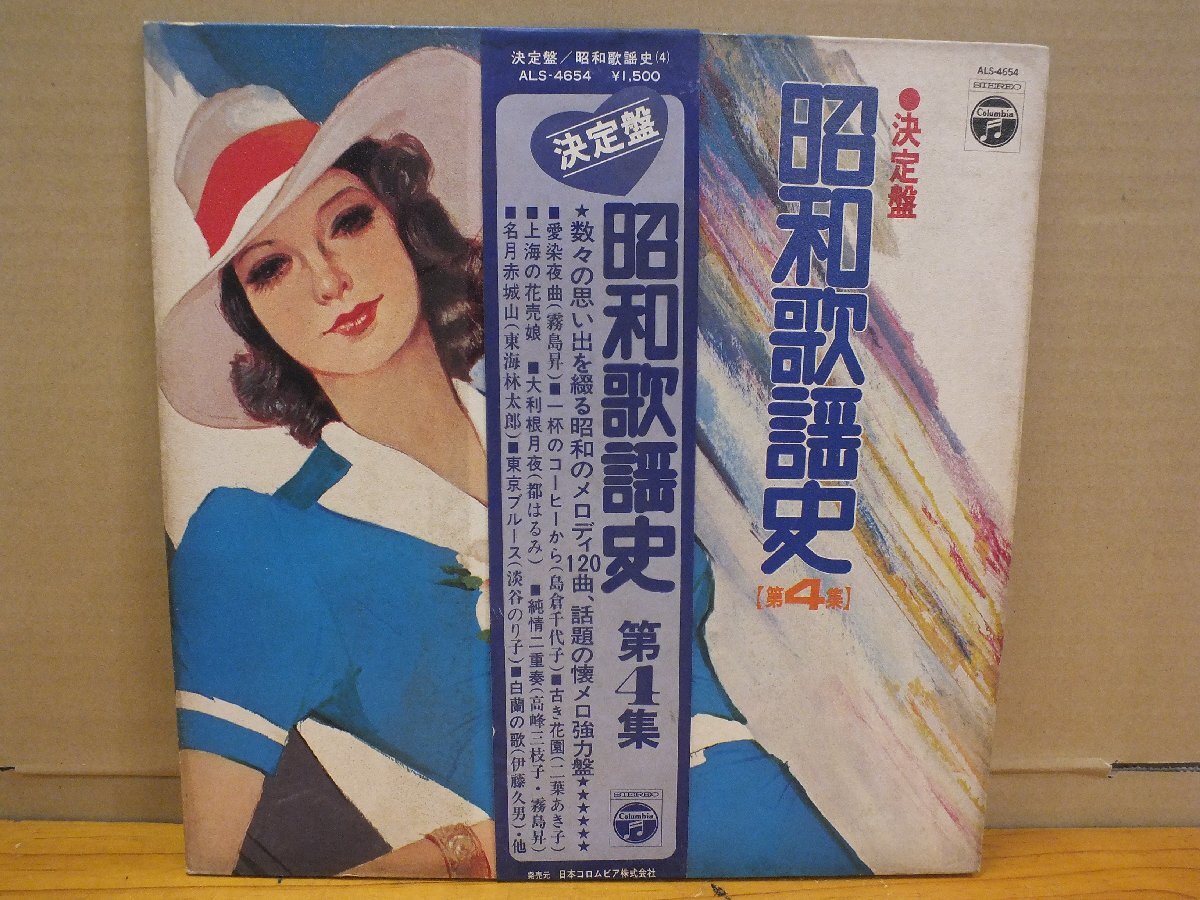 決定盤/昭和歌謡史(4)
ALS-4654 ¥1,500
決定盤
昭和歌謡史 第4集
★数々の思い出を綴る昭和のメロディ120曲、話題の懐メロ強力盤★★★★★
■愛染夜曲(霧島昇)■一杯のコーヒーから(島倉千代子)■古き花園(二葉あき子)
■上海の花売娘 ■大利根月夜(都はるみ) ■純情二重奏(高峰三枝子・霧島昇)
■名月赤城山(東海林太郎)■東京ブルース(淡谷のり子)■白蘭の歌(伊藤久男)・他
STEREO
Columbia
発売元 日本コロムビア株式会社
ALS-4654
STEREO
Columbia
●決定盤
昭和歌謡史
【第4集】